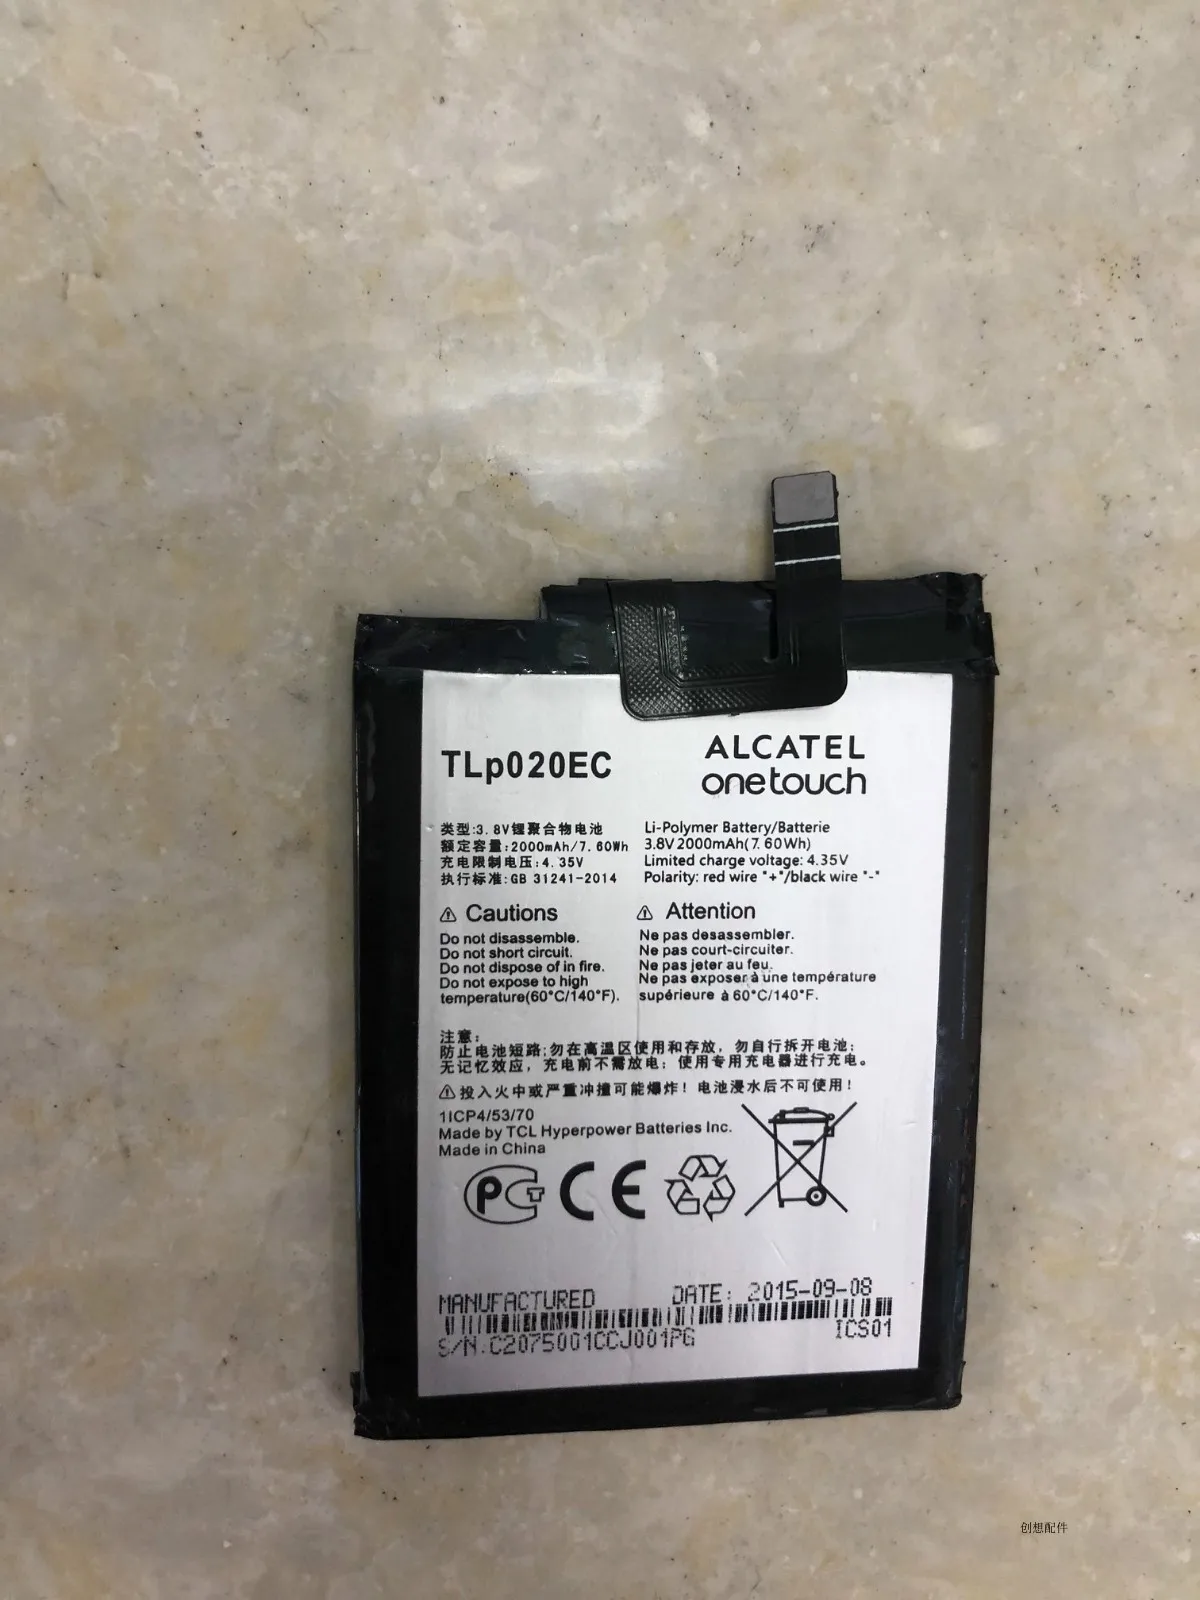 TLp020EC
ALCATEL
onetouch
类型:3.8V锂聚合物电池
额定容量:2000mAh/7.60Wh
充电限制电压:4.35V
执行标准:GB 31241-2014
Li-Polymer Battery/Batterie
3.8V 2000mAh(7.60Wh)
Limited charge voltage: 4.35V
Polarity: red wire "+"/black wire "-"
⚠ Cautions
Do not disassemble.
Do not short circuit.
Do not dispose of in fire.
Do not expose to high
temperature(60°C/140°F).
⚠ Attention
Ne pas desassembler.
Ne pas court-circuiter.
Ne pas jeter au feu.
Ne pas exposer à une température
supérieure à 60°C/140°F.
注意:
防止电池短路;勿在高温区使用和存放,勿自行拆开电池;
无记忆效应,充电前不需放电;使用专用充电器进行充电。
⚠投入火中或严重冲撞可能爆炸!电池浸水后不可使用!
1ICP4/53/70
Made by TCL Hyperpower Batteries Inc.
Made in China
PCT CE
MANUFACTURED DATE: 2015-09-08
S/N.C2075001CCJ001PG
ICS01
创想配件